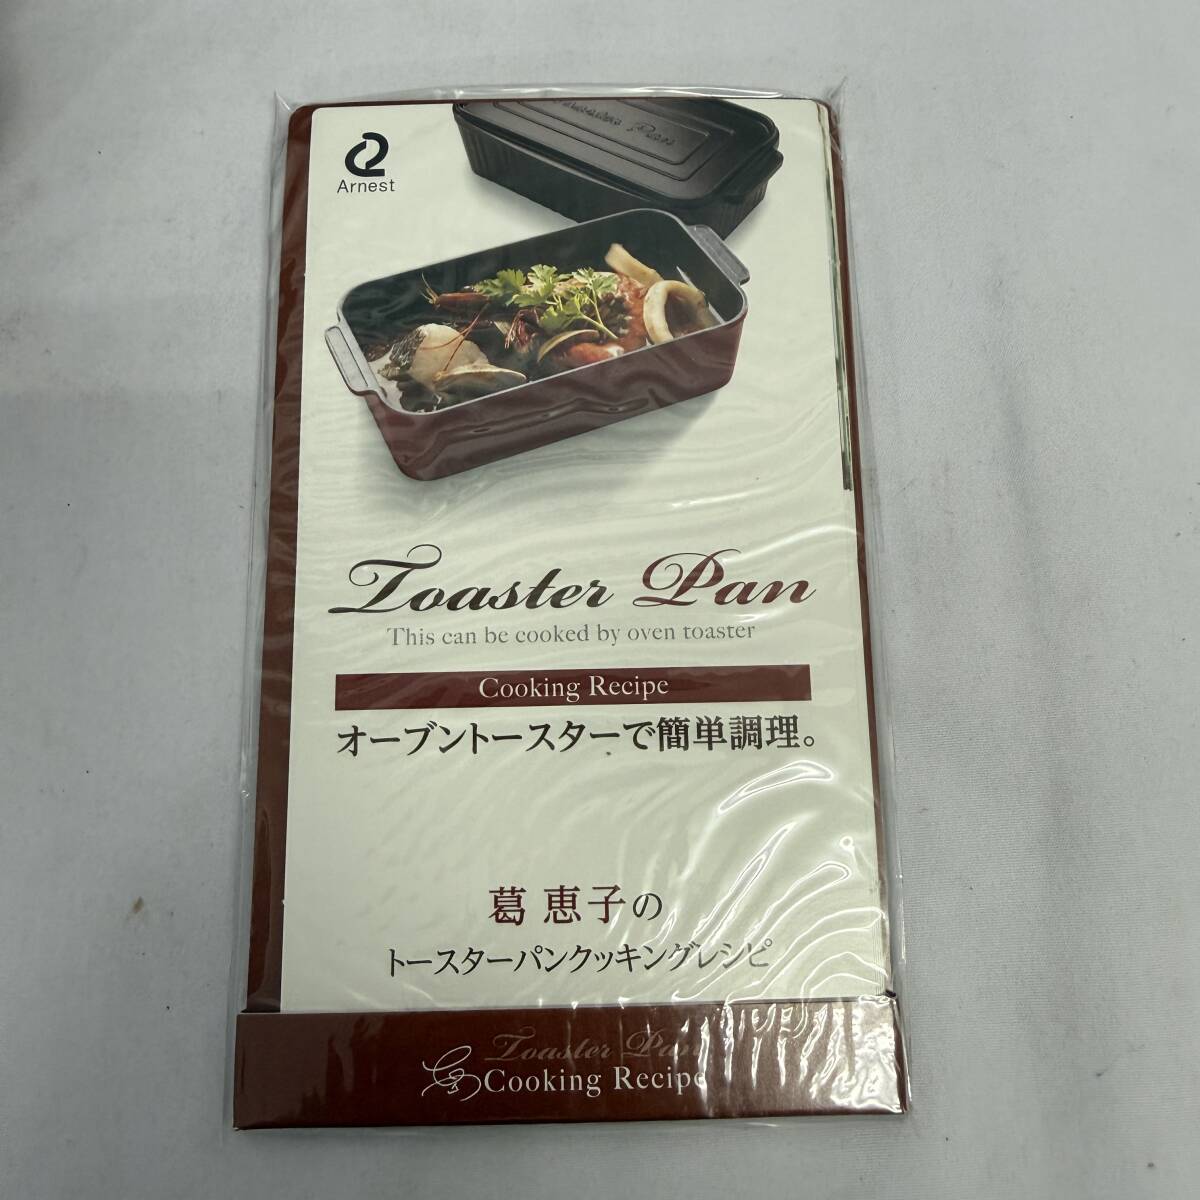 Toaster Pan
Arnest
Toaster Pan
This can be cooked by oven toaster
Cooking Recipe
オーブントースターで簡単調理。
葛 恵子の
トースターパンクッキングレシピ
Toaster Pan
Cooking Recipe